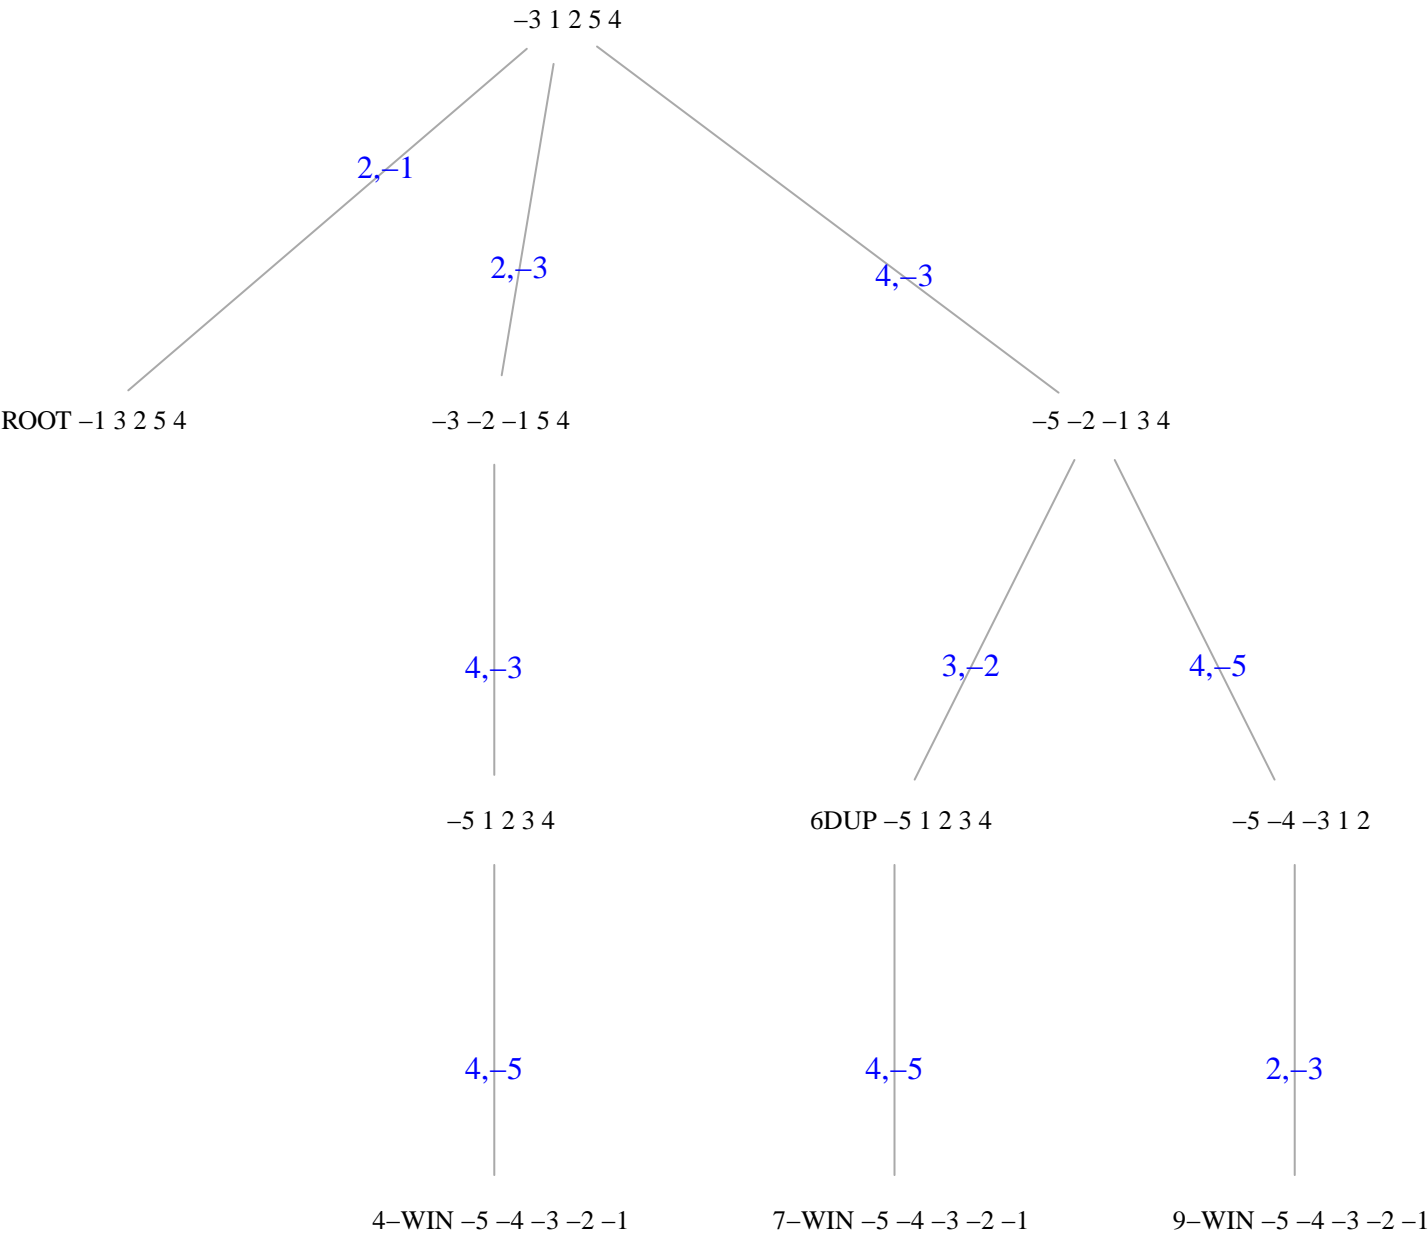 –3 1 2 5 4
2,–1
2,–3
4,–3
ROOT –1 3 2 5 4
–3 –2 –1 5 4
–5 –2 –1 3 4
4,–3
3,–2
4,–5
–5 1 2 3 4
6DUP –5 1 2 3 4
–5 –4 –3 1 2
4,–5
4,–5
2,–3
4–WIN –5 –4 –3 –2 –1
7–WIN –5 –4 –3 –2 –1
9–WIN –5 –4 –3 –2 –1